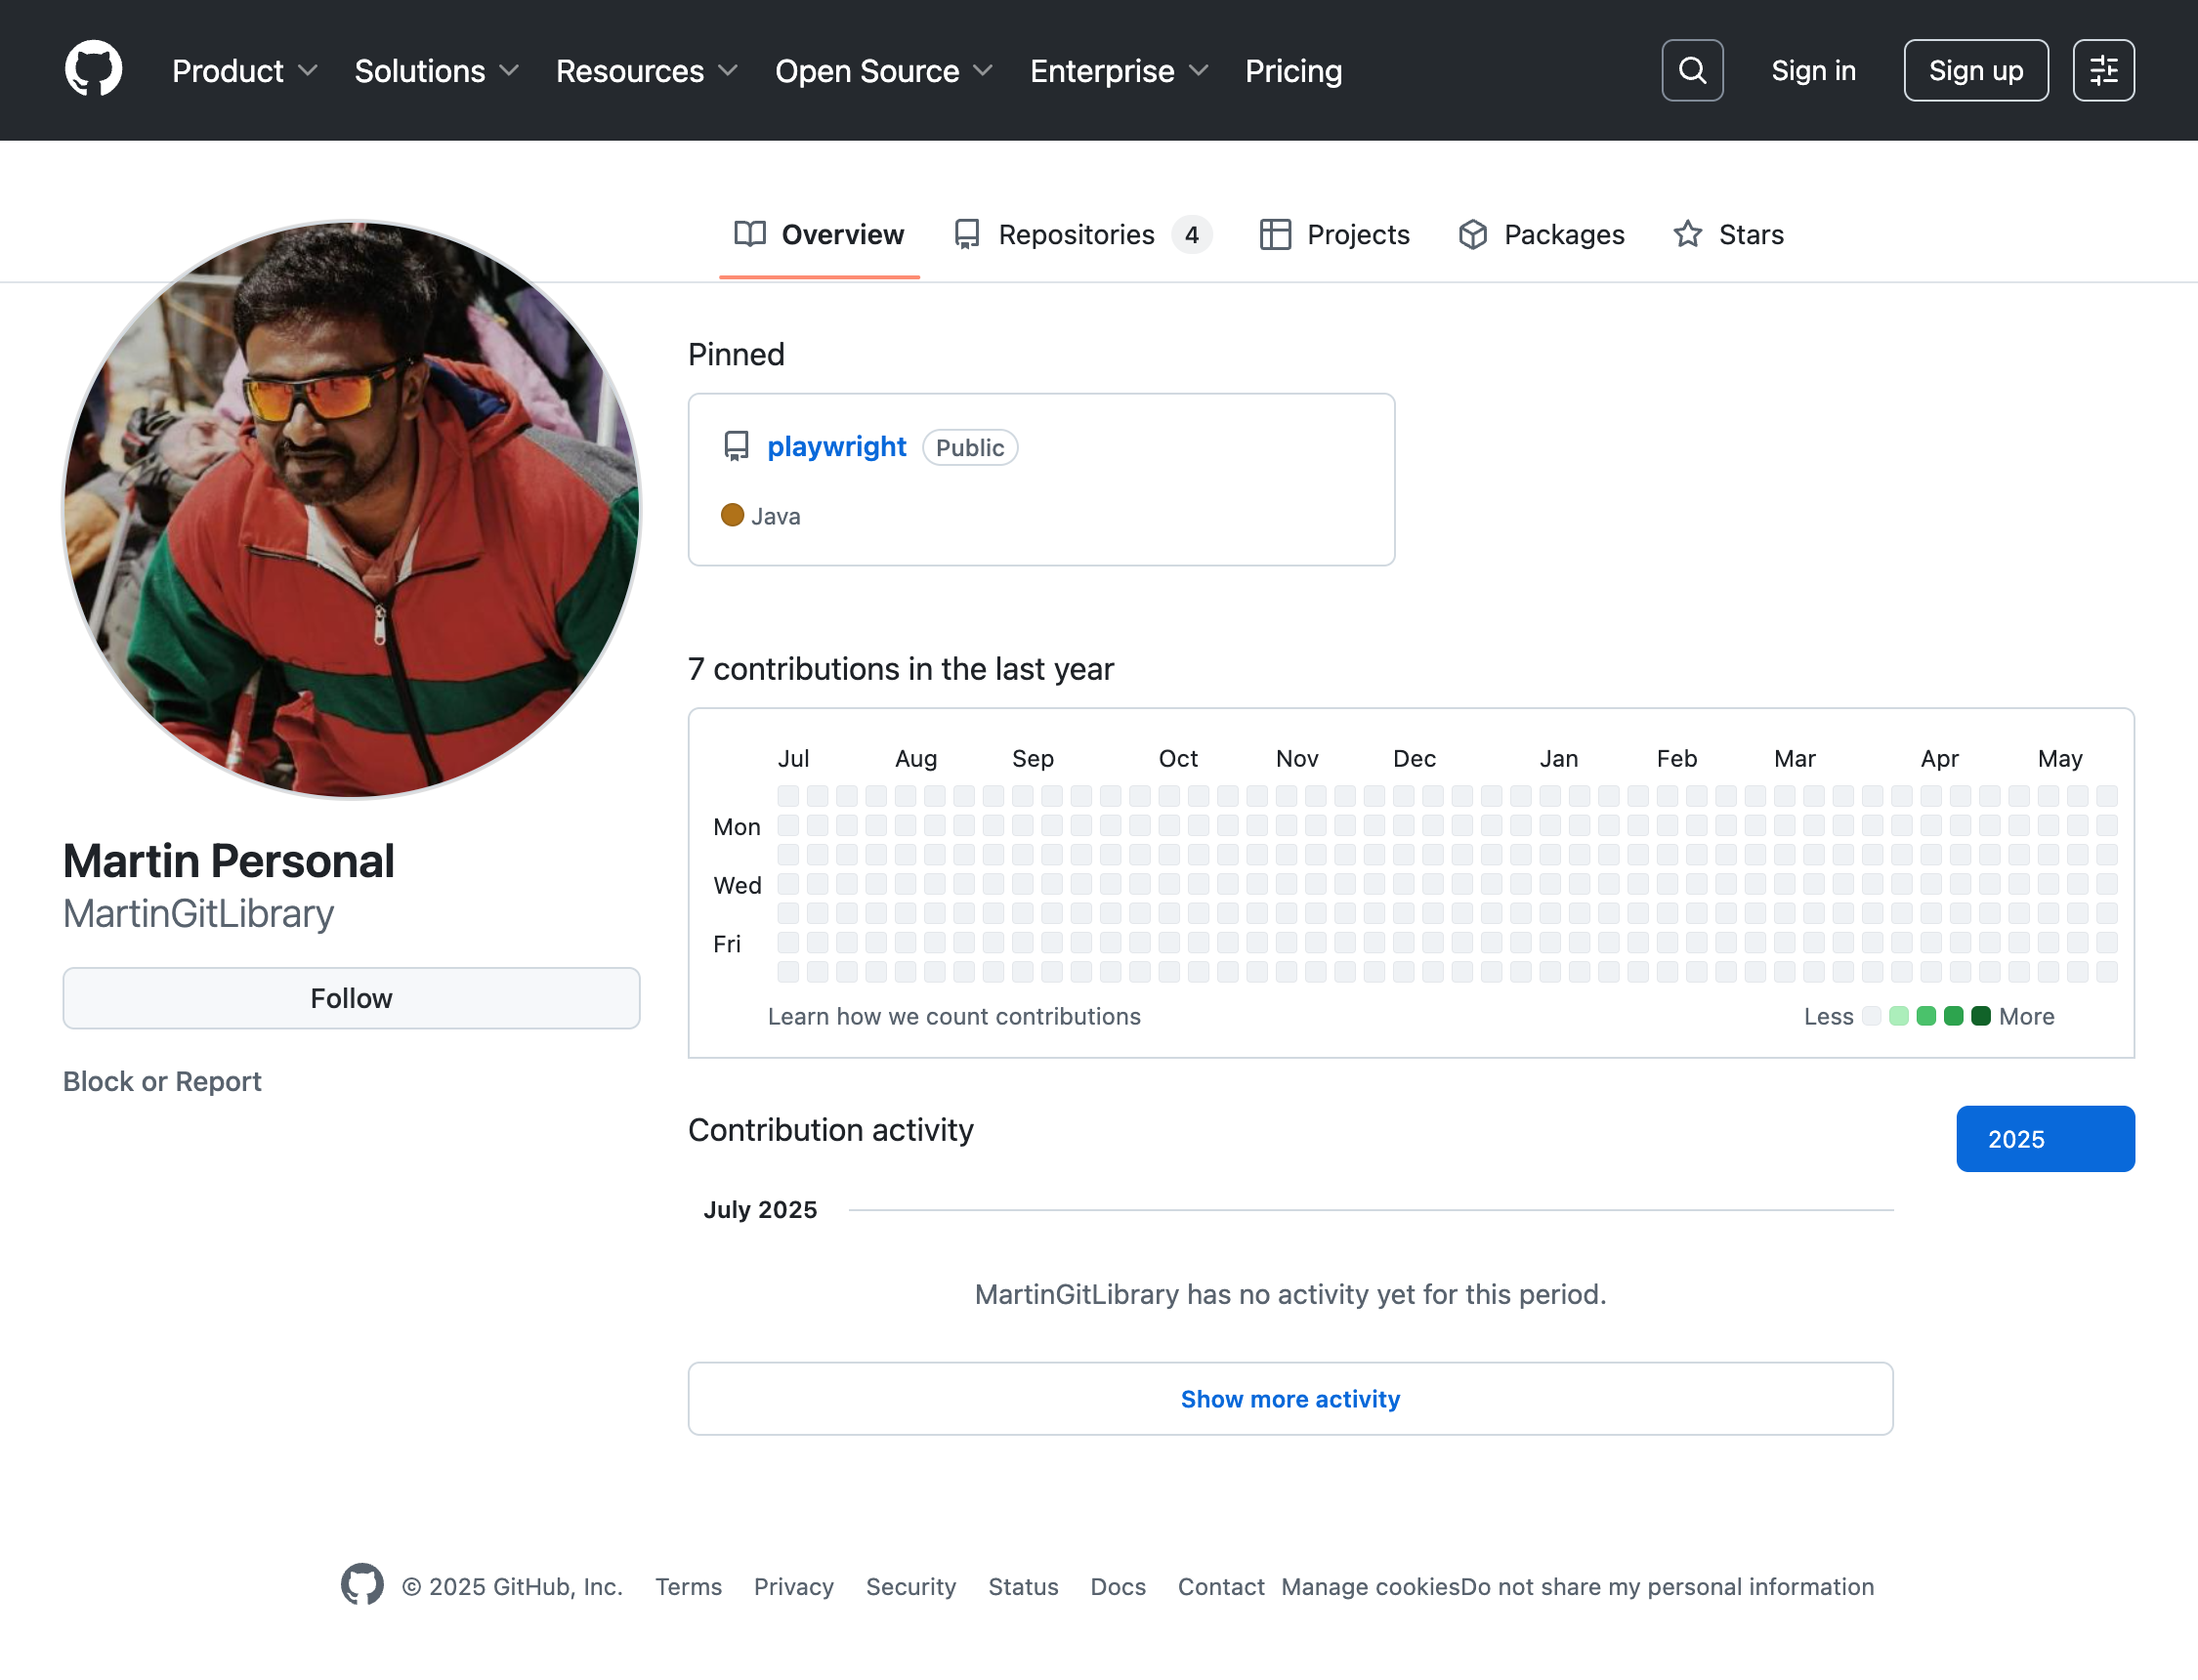 Product Solutions Resources Open Source Enterprise Pricing Sign in Sign up
Overview Repositories 4 Projects Packages Stars
Martin Personal
MartinGitLibrary
Follow
Block or Report
Pinned
playwright Public
Java
7 contributions in the last year
Jul Aug Sep Oct Nov Dec Jan Feb Mar Apr May
Mon
Wed
Fri
Learn how we count contributions Less More
Contribution activity
2025
July 2025
MartinGitLibrary has no activity yet for this period.
Show more activity
© 2025 GitHub, Inc. Terms Privacy Security Status Docs Contact Manage cookiesDo not share my personal information